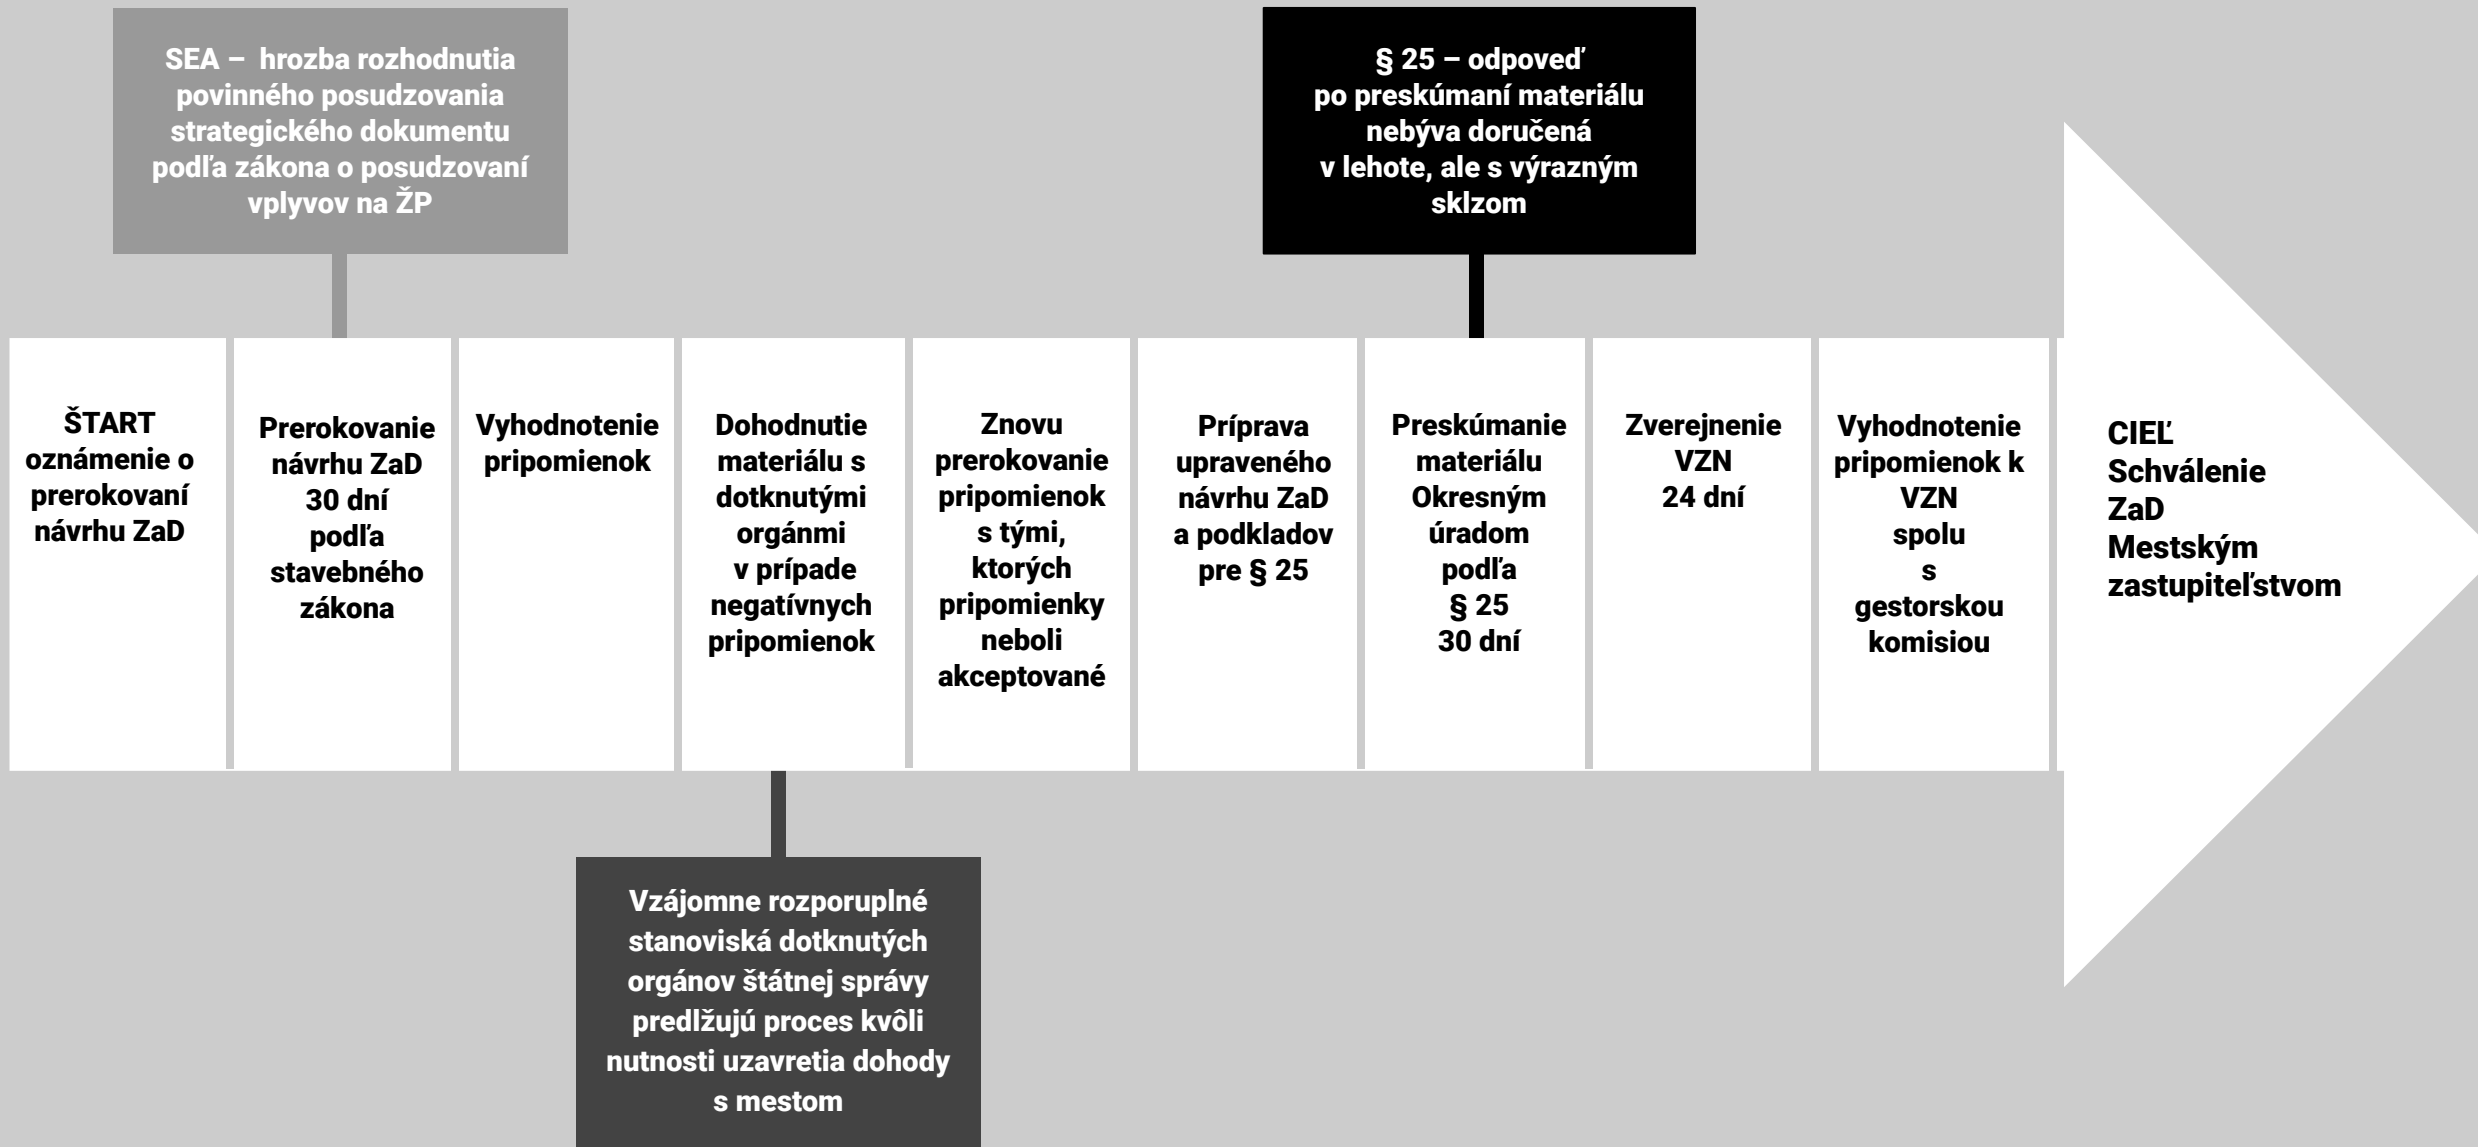 SEA – hrozba rozhodnutia
povinného posudzovania
strategického dokumentu
podľa zákona o posudzovaní
vplyvov na ŽP
§ 25 – odpoveď
po preskúmaní materiálu
nebýva doručená
v lehote, ale s výrazným
sklzom
ŠTART
oznámenie o
prerokovaní
návrhu ZaD
Prerokovanie
návrhu ZaD
30 dní
podľa
stavebného
zákona
Vyhodnotenie
pripomienok
Dohodnutie
materiálu s
dotknutými
orgánmi
v prípade
negatívnych
pripomienok
Znovu
prerokovanie
pripomienok
s tými,
ktorých
pripomienky
neboli
akceptované
Príprava
upraveného
návrhu ZaD
a podkladov
pre § 25
Preskúmanie
materiálu
Okresným
úradom
podľa
§ 25
30 dní
Zverejnenie
VZN
24 dní
Vyhodnotenie
pripomienok k
VZN
spolu
s
gestorskou
komisiou
CIEĽ
Schválenie
ZaD
Mestským
zastupiteľstvom
Vzájomne rozporuplné
stanoviská dotknutých
orgánov štátnej správy
predlžujú proces kvôli
nutnosti uzavretia dohody
s mestom